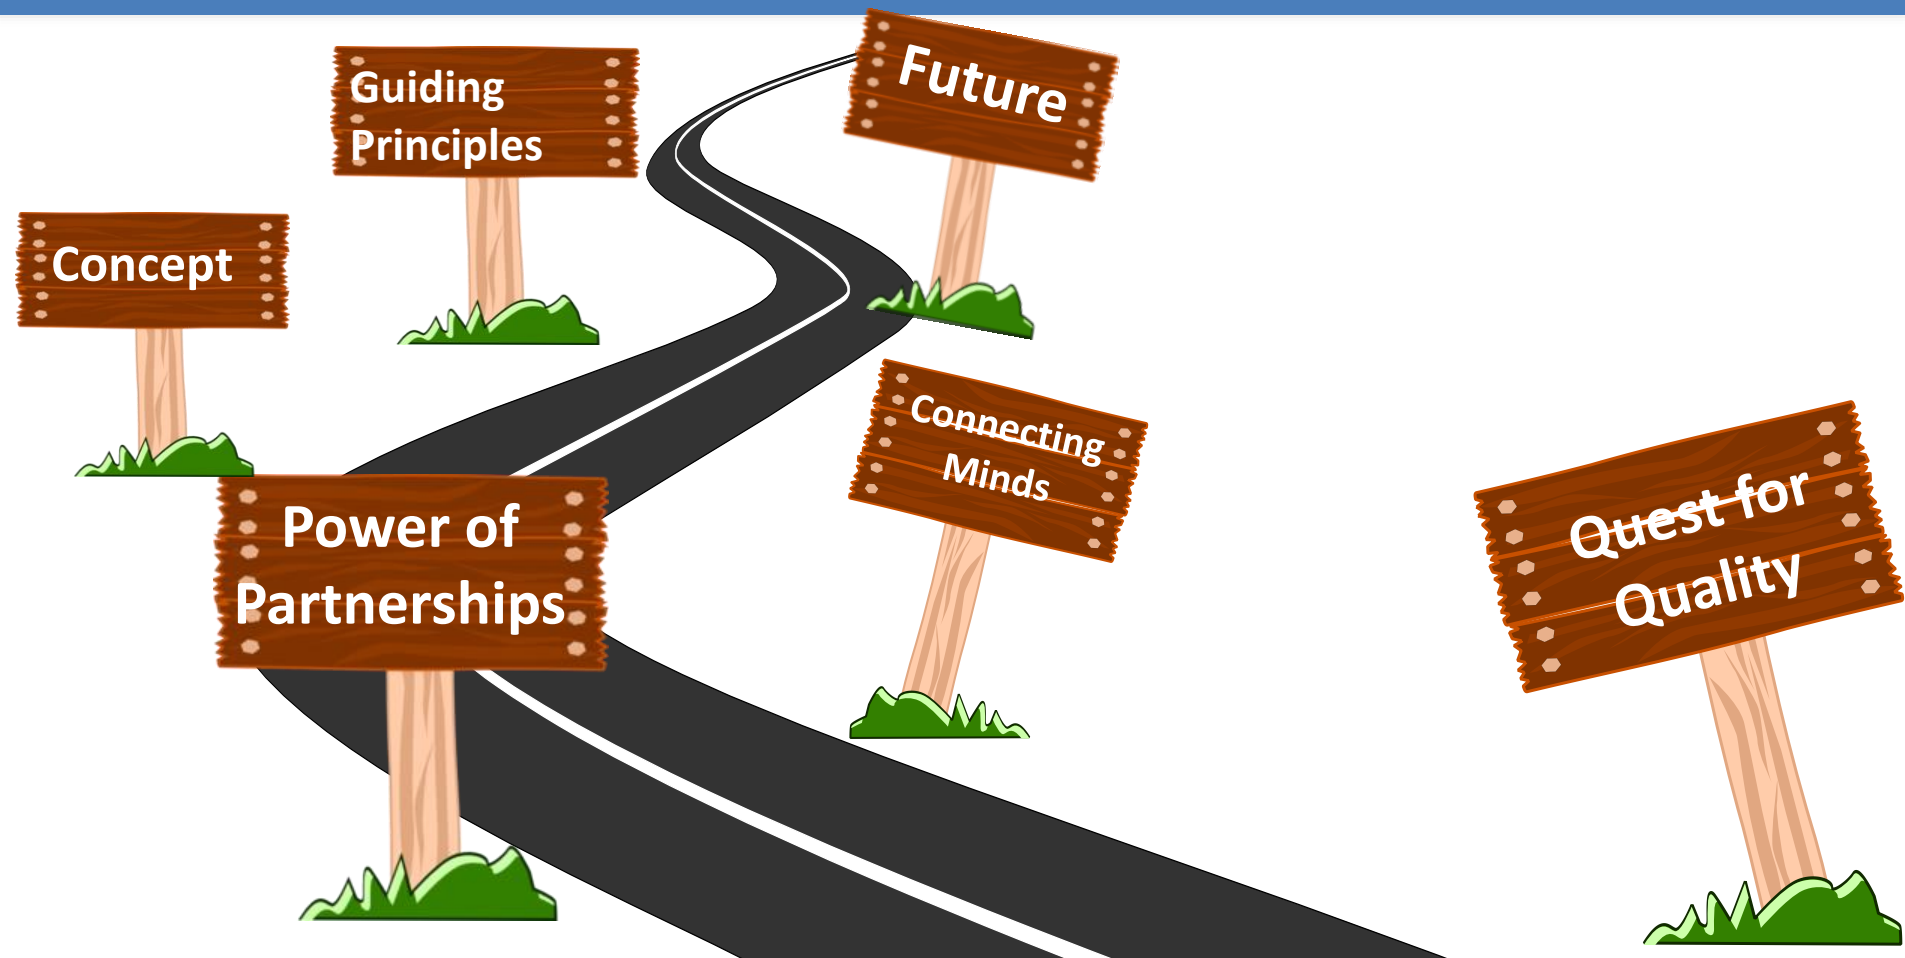 Guiding
Principles
Future
Concept
Connecting
Minds
Power of
Partnerships
Quest for
Quality